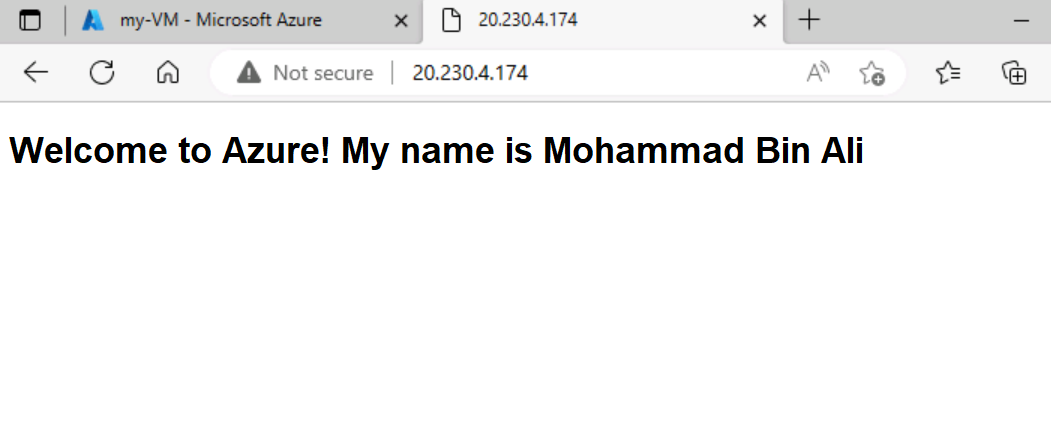 my-VM - Microsoft Azure
20.230.4.174
Not secure
20.230.4.174
Welcome to Azure! My name is Mohammad Bin Ali